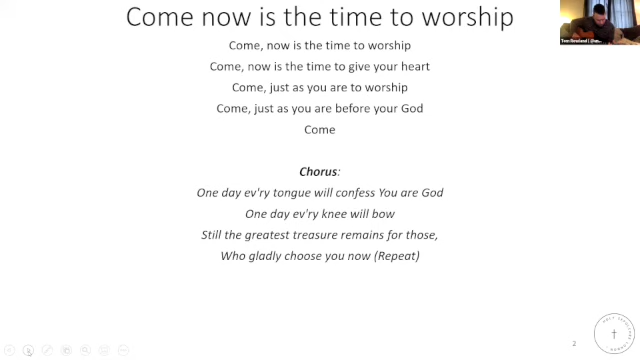 Come now is the time to worship
Come, now is the time to worship
Come, now is the time to give your heart
Come, just as you are to worship
Come, just as you are before your God
Come
Chorus:
One day ev'ry tongue will confess You are God
One day ev'ry knee will bow
Still the greatest treasure remains for those,
Who gladly choose you now (Repeat)
Tom Rowland
2